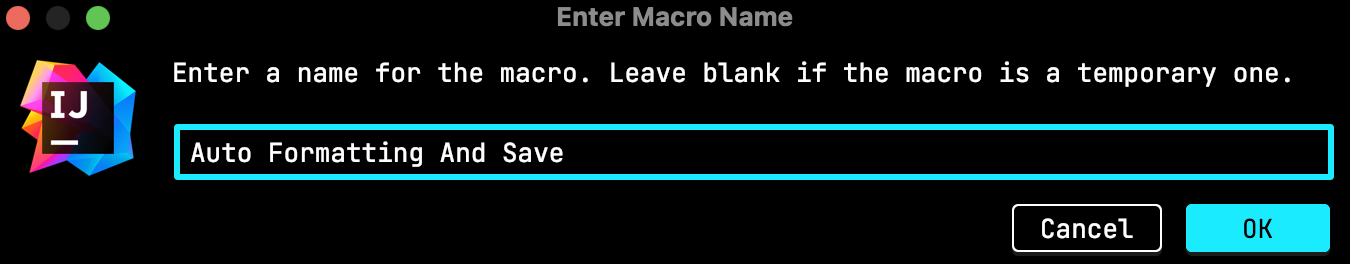 Enter Macro Name
IJ
Enter a name for the macro. Leave blank if the macro is a temporary one.
Auto Formatting And Save
Cancel
OK